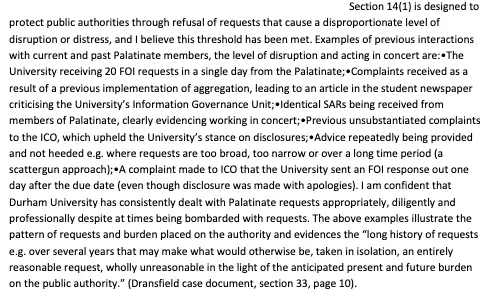 Section 14(1) is designed to
protect public authorities through refusal of requests that cause a disproportionate level of
disruption or distress, and I believe this threshold has been met. Examples of previous interactions
with current and past Palatinate members, the level of disruption and acting in concert are:•The
University receiving 20 FOI requests in a single day from the Palatinate;•Complaints received as a
result of a previous implementation of aggregation, leading to an article in the student newspaper
criticising the University's Information Governance Unit;•Identical SARs being received from
members of Palatinate, clearly evidencing working in concert;•Previous unsubstantiated complaints
to the ICO, which upheld the University's stance on disclosures;•Advice repeatedly being provided
and not heeded e.g. where requests are too broad, too narrow or over a long time period (a
scattergun approach);•A complaint made to ICO that the University sent an FOI response out one
day after the due date (even though disclosure was made with apologies). I am confident that
Durham University has consistently dealt with Palatinate requests appropriately, diligently and
professionally despite at times being bombarded with requests. The above examples illustrate the
pattern of requests and burden placed on the authority and evidences the "long history of requests
e.g. over several years that may make what would otherwise be, taken in isolation, an entirely
reasonable request, wholly unreasonable in the light of the anticipated present and future burden
on the public authority." (Dransfield case document, section 33, page 10).